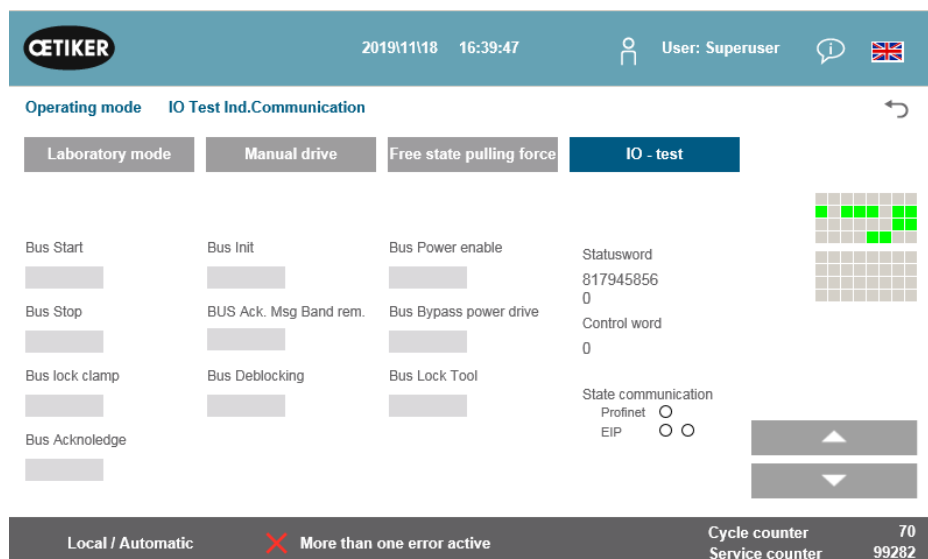 ŒTIKER
2019\11\18 16:39:47
User: Superuser
Operating mode IO Test Ind.Communication
Laboratory mode Manual drive Free state pulling force IO - test
Bus Start Bus Init Bus Power enable
Statusword
817945856
0
Bus Stop BUS Ack. Msg Band rem. Bus Bypass power drive
Control word
0
Bus lock clamp Bus Deblocking Bus Lock Tool
State communication
Profinet
EIP
Bus Acknoledge
Local / Automatic More than one error active
Cycle counter 70
Service counter 99282